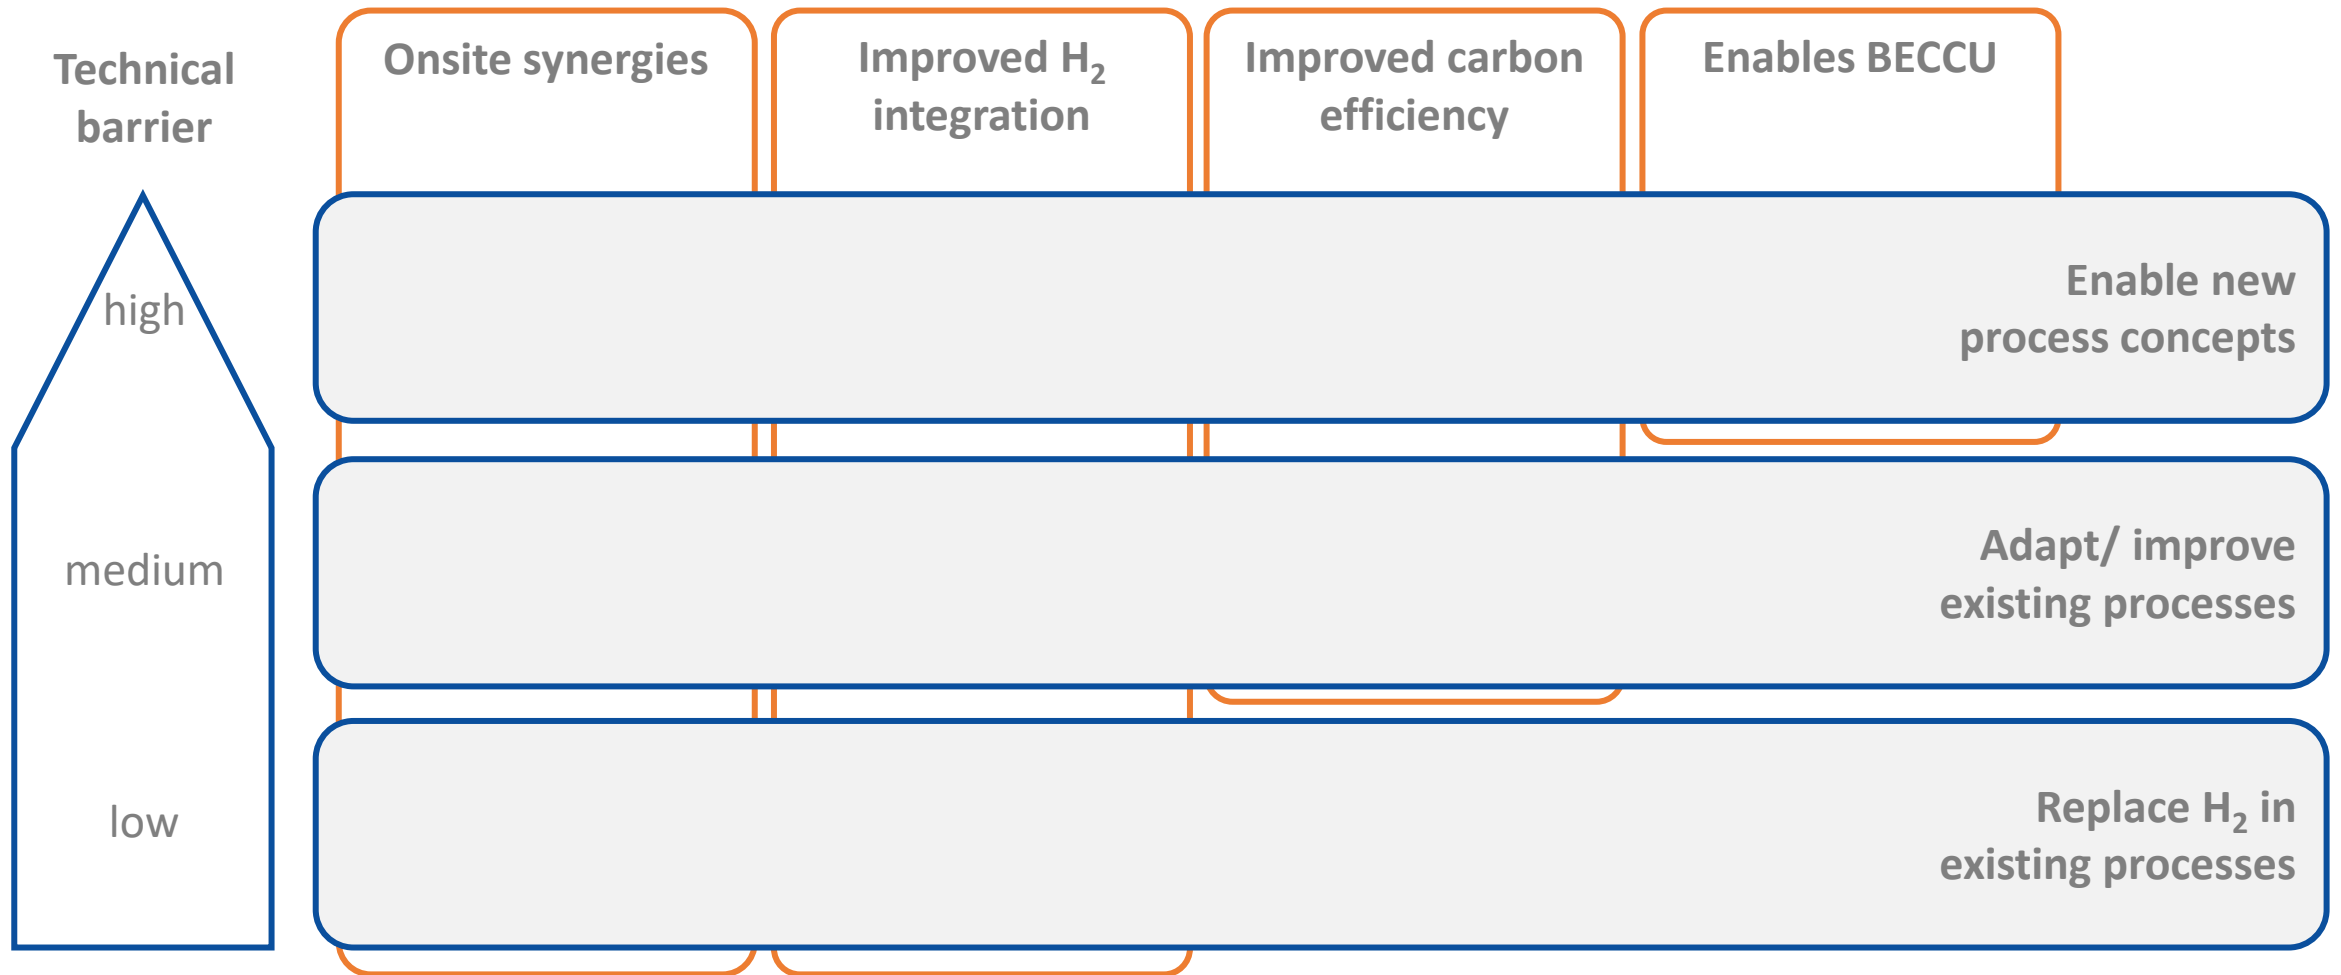 Technical
barrier
Onsite synergies
Improved H₂
integration
Improved carbon
efficiency
Enables BECCU
high
Enable new
process concepts
medium
Adapt/ improve
existing processes
low
Replace H₂ in
existing processes